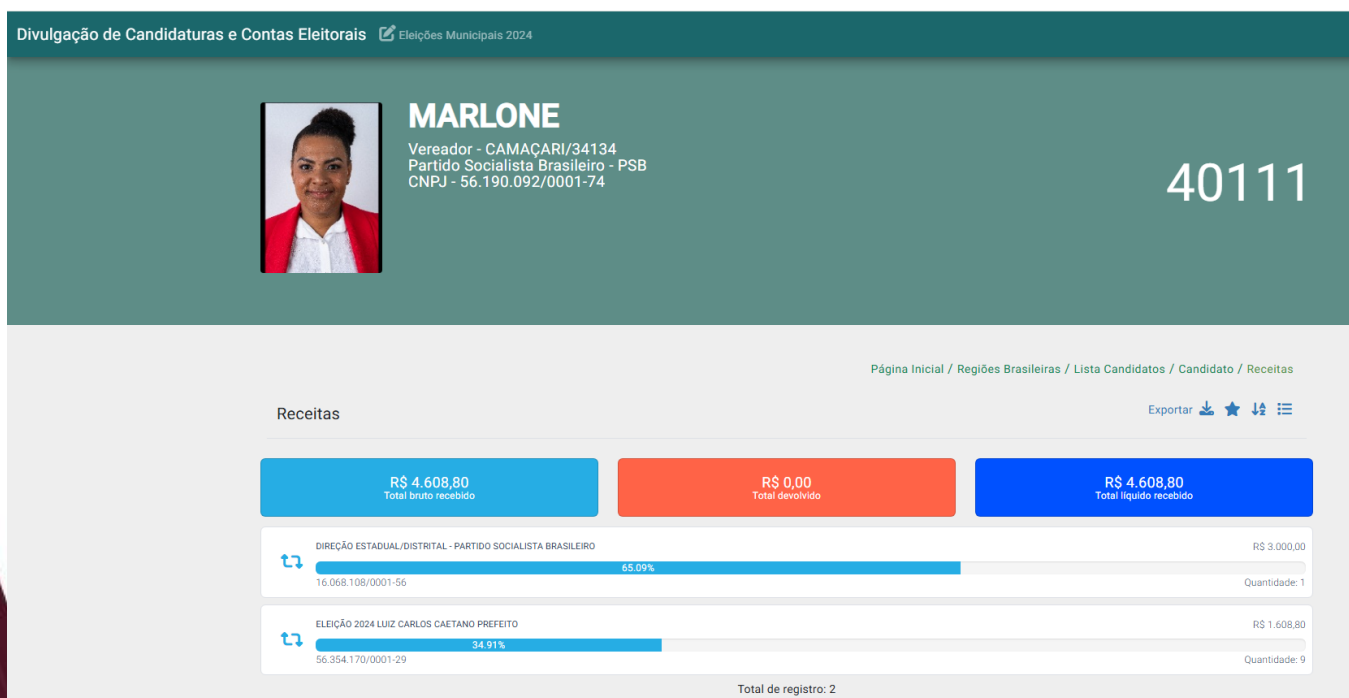 Divulgação de Candidaturas e Contas Eleitorais Eleições Municipais 2024
MARLONE
Vereador - CAMAÇARI/34134
Partido Socialista Brasileiro - PSB
CNPJ - 56.190.092/0001-74
40111
Página Inicial / Regiões Brasileiras / Lista Candidatos / Candidato / Receitas
Receitas
Exportar
R$ 4.608,80
Total bruto recebido
R$ 0,00
Total devolvido
R$ 4.608,80
Total líquido recebido
DIREÇÃO ESTADUAL/DISTRITAL - PARTIDO SOCIALISTA BRASILEIRO R$ 3.000,00
65.09%
16.068.108/0001-56 Quantidade: 1
ELEIÇÃO 2024 LUIZ CARLOS CAETANO PREFEITO R$ 1.608,80
34.91%
56.354.170/0001-29 Quantidade: 9
Total de registro: 2